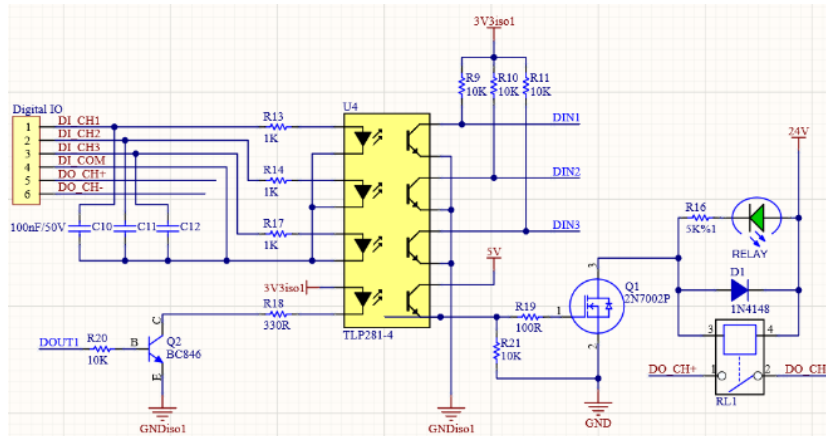 3V3iso1
R9
10K
R10
10K
R11
10K
Digital IO
1
2
3
4
5
6
DI_CH1
DI_CH2
DI_CH3
DI_COM
DO_CH+
DO_CH-
R13
1K
R14
1K
R17
1K
U4
DIN1
DIN2
DIN3
24V
100nF/50V
C10
C11
C12
R16
5K%1
RELAY
5V
3V3iso1
R18
330R
TLP281-4
R19
100R
1
3
2
Q1
2N7002P
D1
1N4148
DOUT1
R20
10K
B
C
E
Q2
BC846
R21
10K
3
4
1
2
DO_CH+
DO_CH
RL1
GNDiso1
GNDiso1
GND